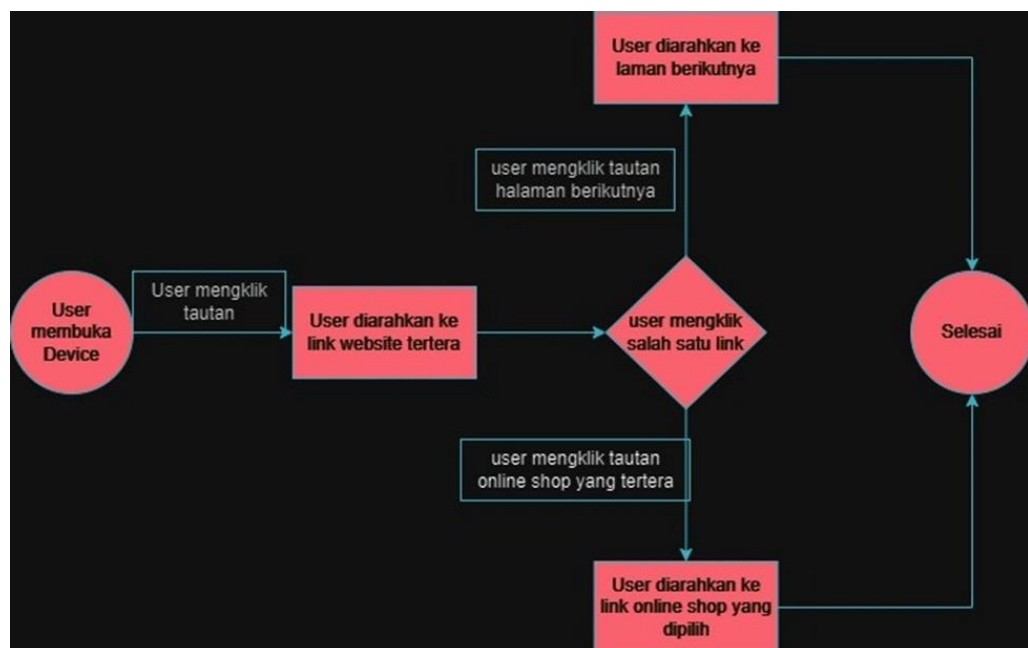 User diarahkan ke
laman berikutnya
user mengklik tautan
halaman berikutnya
User
membuka
Device
User mengklik
tautan
User diarahkan ke
link website tertera
user mengklik
salah satu link
Selesai
user mengklik tautan
online shop yang tertera
User diarahkan ke
link online shop yang
dipilih